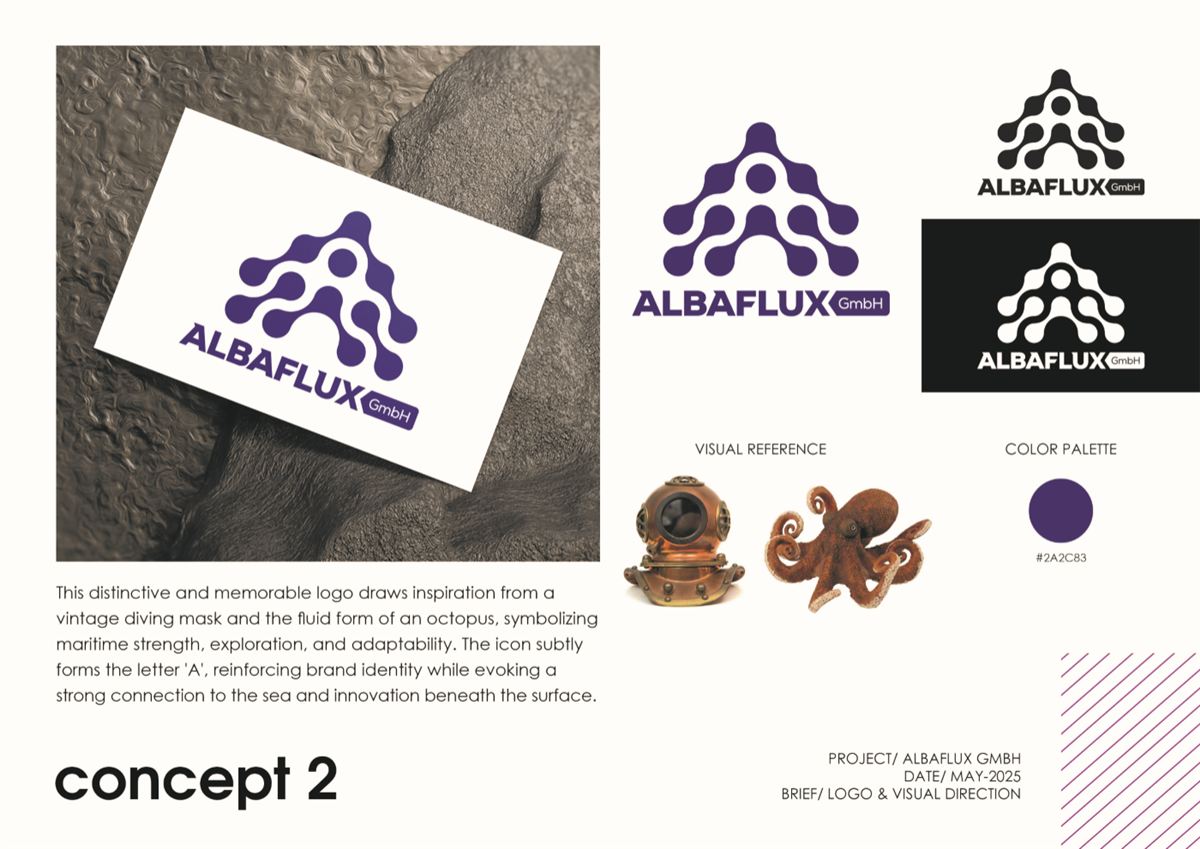 ALBAFLUX GmbH
This distinctive and memorable logo draws inspiration from a
vintage diving mask and the fluid form of an octopus, symbolizing
maritime strength, exploration, and adaptability. The icon subtly
forms the letter 'A', reinforcing brand identity while evoking a
strong connection to the sea and innovation beneath the surface.
concept 2
ALBAFLUX GmbH
ALBAFLUX GmbH
ALBAFLUX GmbH
VISUAL REFERENCE
COLOR PALETTE
#2A2C83
PROJECT/ ALBAFLUX GMBH
DATE/ MAY-2025
BRIEF/ LOGO & VISUAL DIRECTION